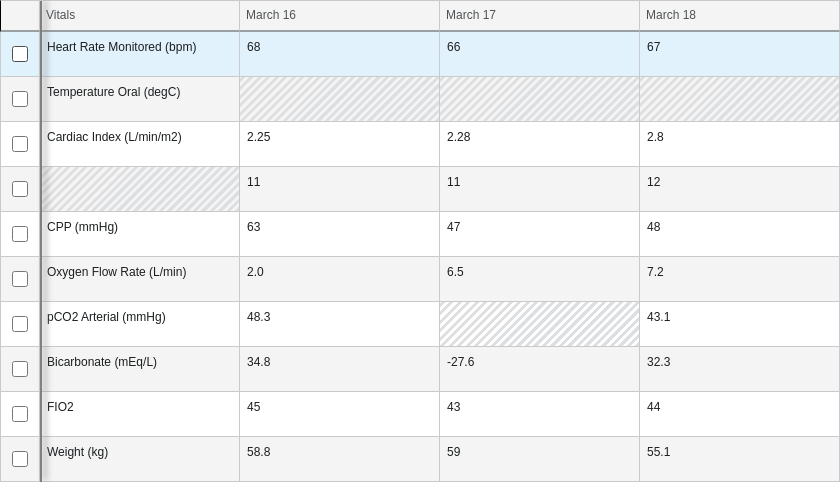 Vitals March 16 March 17 March 18
Heart Rate Monitored (bpm) 68 66 67
Temperature Oral (degC)
Cardiac Index (L/min/m2) 2.25 2.28 2.8
11 11 12
CPP (mmHg) 63 47 48
Oxygen Flow Rate (L/min) 2.0 6.5 7.2
pCO2 Arterial (mmHg) 48.3 43.1
Bicarbonate (mEq/L) 34.8 -27.6 32.3
FIO2 45 43 44
Weight (kg) 58.8 59 55.1